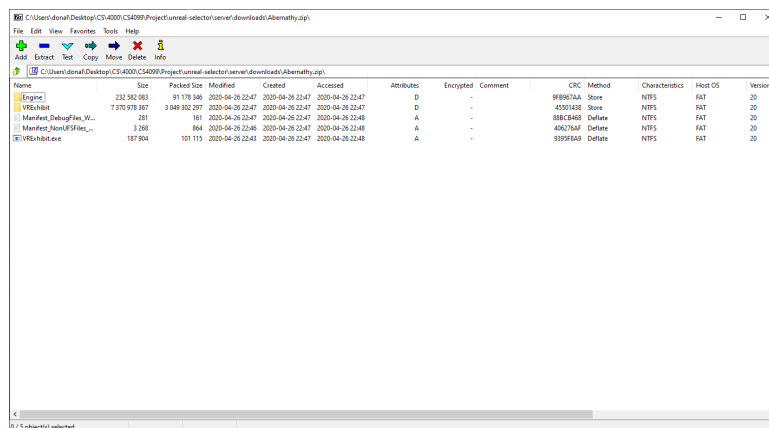 C:\Users\donal\Desktop\CS\4000\CS4099\Project\unreal-selector\server\downloads\Abernathy.zip\
File Edit View Favorites Tools Help
Add Extract Test Copy Move Delete Info
C:\Users\donal\Desktop\CS\4000\CS4099\Project\unreal-selector\server\downloads\Abernathy.zip\
Name Size Packed Size Modified Created Accessed Attributes Encrypted Comment CRC Method Characteristics Host OS Version
Engine 232 582 083 91 178 346 2020-04-26 22:47 2020-04-26 22:47 2020-04-26 22:47 D - 9FB967AA Store NTFS FAT 20
VRExhibit 7 370 978 367 3 049 302 297 2020-04-26 22:47 2020-04-26 22:47 2020-04-26 22:47 D - 45501438 Store NTFS FAT 20
Manifest_DebugFiles_W... 281 161 2020-04-26 22:47 2020-04-26 22:47 2020-04-26 22:48 A - 88BCB468 Deflate NTFS FAT 20
Manifest_NonUFSFiles_... 3 268 864 2020-04-26 22:46 2020-04-26 22:47 2020-04-26 22:48 A - 406276AF Deflate NTFS FAT 20
VRExhibit.exe 187 904 101 115 2020-04-26 22:43 2020-04-26 22:47 2020-04-26 22:48 A - 9395F8A9 Deflate NTFS FAT 20
0 / 5 object(s) selected